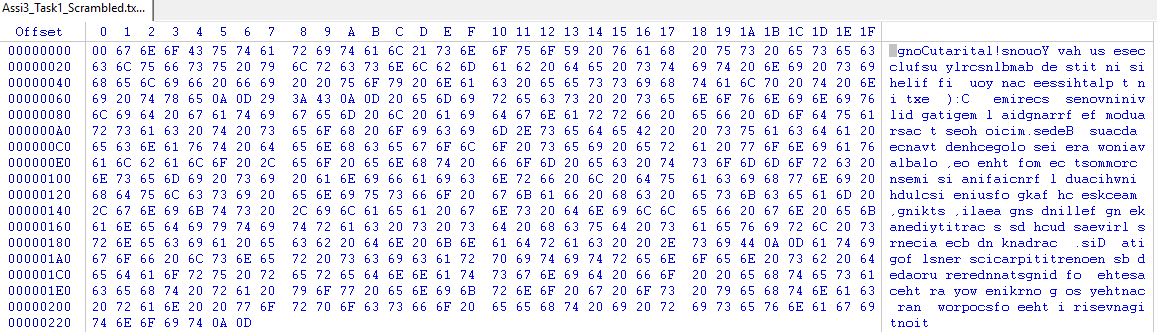 Assi3_Task1_Scrambled.tx...
Offset 0 1 2 3 4 5 6 7 8 9 A B C D E F 10 11 12 13 14 15 16 17 18 19 1A 1B 1C 1D 1E 1F
00000000 00 67 6E 6F 43 75 74 61 72 69 74 61 6C 21 73 6E 6F 75 6F 59 20 76 61 68 20 75 73 20 65 73 65 63 gnoCutarital!snouoY vah us esec
00000020 63 6C 75 66 73 75 20 79 6C 72 63 73 6E 6C 62 6D 61 62 20 64 65 20 73 74 69 74 20 6E 69 20 73 69 clufsu ylrcsnlbmab de stit ni si
00000040 68 65 6C 69 66 20 66 69 20 20 75 6F 79 20 6E 61 63 20 65 65 73 73 69 68 74 61 6C 70 20 74 20 6E helif fi  uoy nac eessihtalp t n
00000060 69 20 74 78 65 0A 0D 29 3A 43 0A 0D 20 65 6D 69 72 65 63 73 20 20 73 65 6E 6F 76 6E 69 6E 69 76 i txe  ):C  emirecs  senovniniv
00000080 6C 69 64 20 67 61 74 69 67 65 6D 20 6C 20 61 69 64 67 6E 61 72 72 66 20 65 66 20 6D 6F 64 75 61 lid gatigem l aidgnarrf ef modua
000000A0 72 73 61 63 20 74 20 73 65 6F 68 20 6F 69 63 69 6D 2E 73 65 64 65 42 20 20 73 75 61 63 64 61 20 rsac t seoh oicim.sedeB  suacda
000000C0 65 63 6E 61 76 74 20 64 65 6E 68 63 65 67 6F 6C 20 73 65 69 20 65 72 61 20 77 6F 6E 69 61 76 ecnavt denhcegolo sei era woniav
000000E0 61 6C 62 61 6C 6F 20 2C 65 6F 20 65 6E 68 74 20 66 6F 6D 20 65 63 20 74 73 6F 6D 6D 6F 72 63 20 albalo ,eo enht fom ec tsommorc
00000100 6E 73 65 6D 69 20 73 69 20 61 6E 69 66 61 69 63 6E 72 66 20 6C 20 64 75 61 63 69 68 77 6E 69 20 nsemi si anifaicnrf l duacihwni
00000120 68 64 75 6C 63 73 69 20 65 6E 69 75 73 66 6F 20 67 6B 61 66 20 68 63 20 65 73 6B 63 65 61 6D 20 hdulcsi eniusfo gkaf hc eskceam
00000140 2C 67 6E 69 6B 74 73 20 2C 69 6C 61 65 61 20 67 6E 73 20 64 6E 69 6C 6C 65 66 20 67 6E 20 65 6B ,gnikts ,ilaea gns dnillef gn ek
00000160 61 6E 65 64 69 79 74 69 74 72 61 63 20 73 20 73 64 20 68 63 75 64 20 73 61 65 76 69 72 6C 20 73 anediytitracs s sd hcud saevirl s
00000180 72 6E 65 63 69 61 20 65 63 62 20 64 6E 20 6B 6E 61 64 72 61 63 20 20 2E 73 69 44 0A 0D 61 74 69 rnecia ecb dn knadrac  .siD  ati
000001A0 67 6F 66 20 6C 73 6E 65 72 20 73 63 69 63 61 72 70 69 74 69 74 72 65 6E 6F 65 6E 20 73 62 20 64 gof lsner scicarpititrenoen sb d
000001C0 65 64 61 6F 72 75 20 72 65 72 65 64 6E 6E 61 74 73 67 6E 69 64 20 66 6F 20 20 65 68 74 65 73 61 edaoru rerednnatsgnid fo  ehtesa
000001E0 63 65 68 74 20 72 61 20 79 6F 77 20 65 6E 69 6B 72 6E 6F 20 67 20 6F 73 20 79 65 68 74 6E 61 63 ceht ra yow enikrno g os yehtnac
00000200 20 72 61 6E 20 20 77 6F 72 70 6F 63 73 66 6F 20 65 65 68 74 20 69 20 72 69 73 65 76 6E 61 67 69 ran  worpocsfo eeht i risevnagi
00000220 74 6E 6F 69 74 0A 0D tnoit